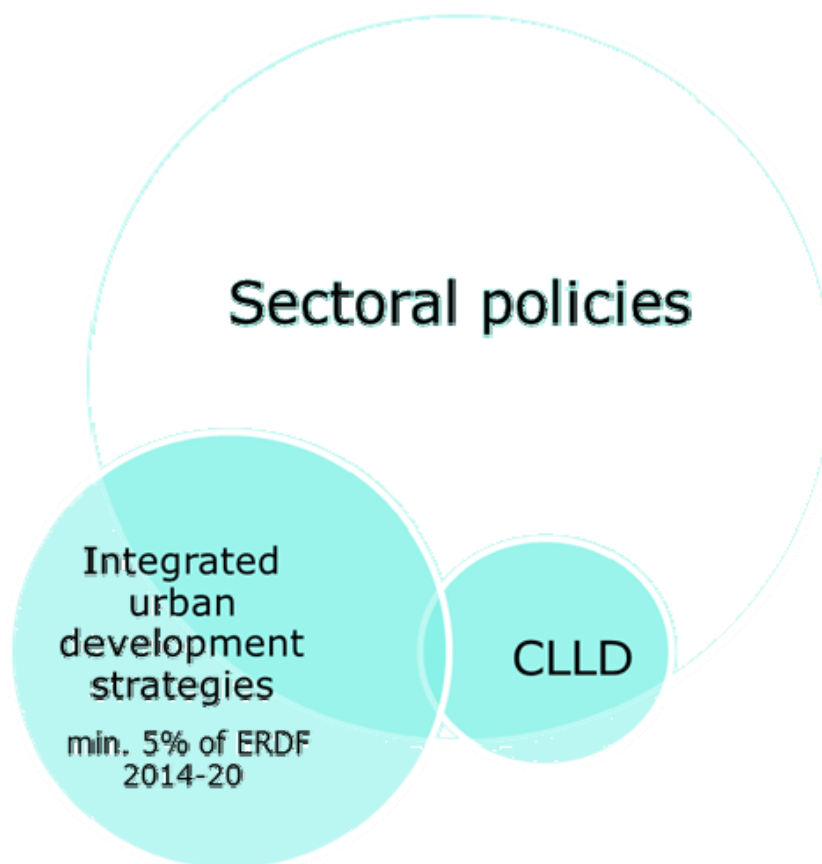 Sectoral policies
Integrated
urban
development
strategies
min. 5% of ERDF
2014-20
CLLD